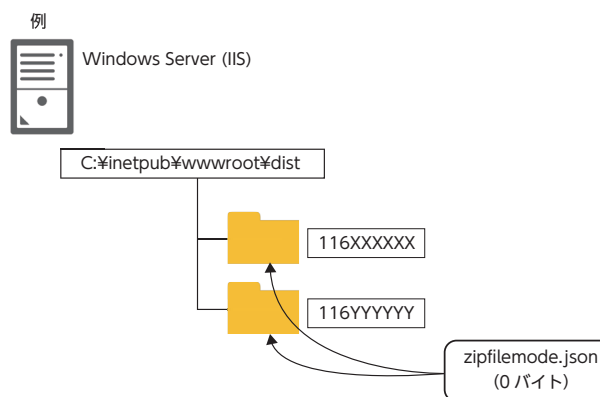 例
Windows Server (IIS)
C:¥inetpub¥wwwroot¥dist
116XXXXXX
116YYYYYY
zipfilemode.json
（0 バイト）